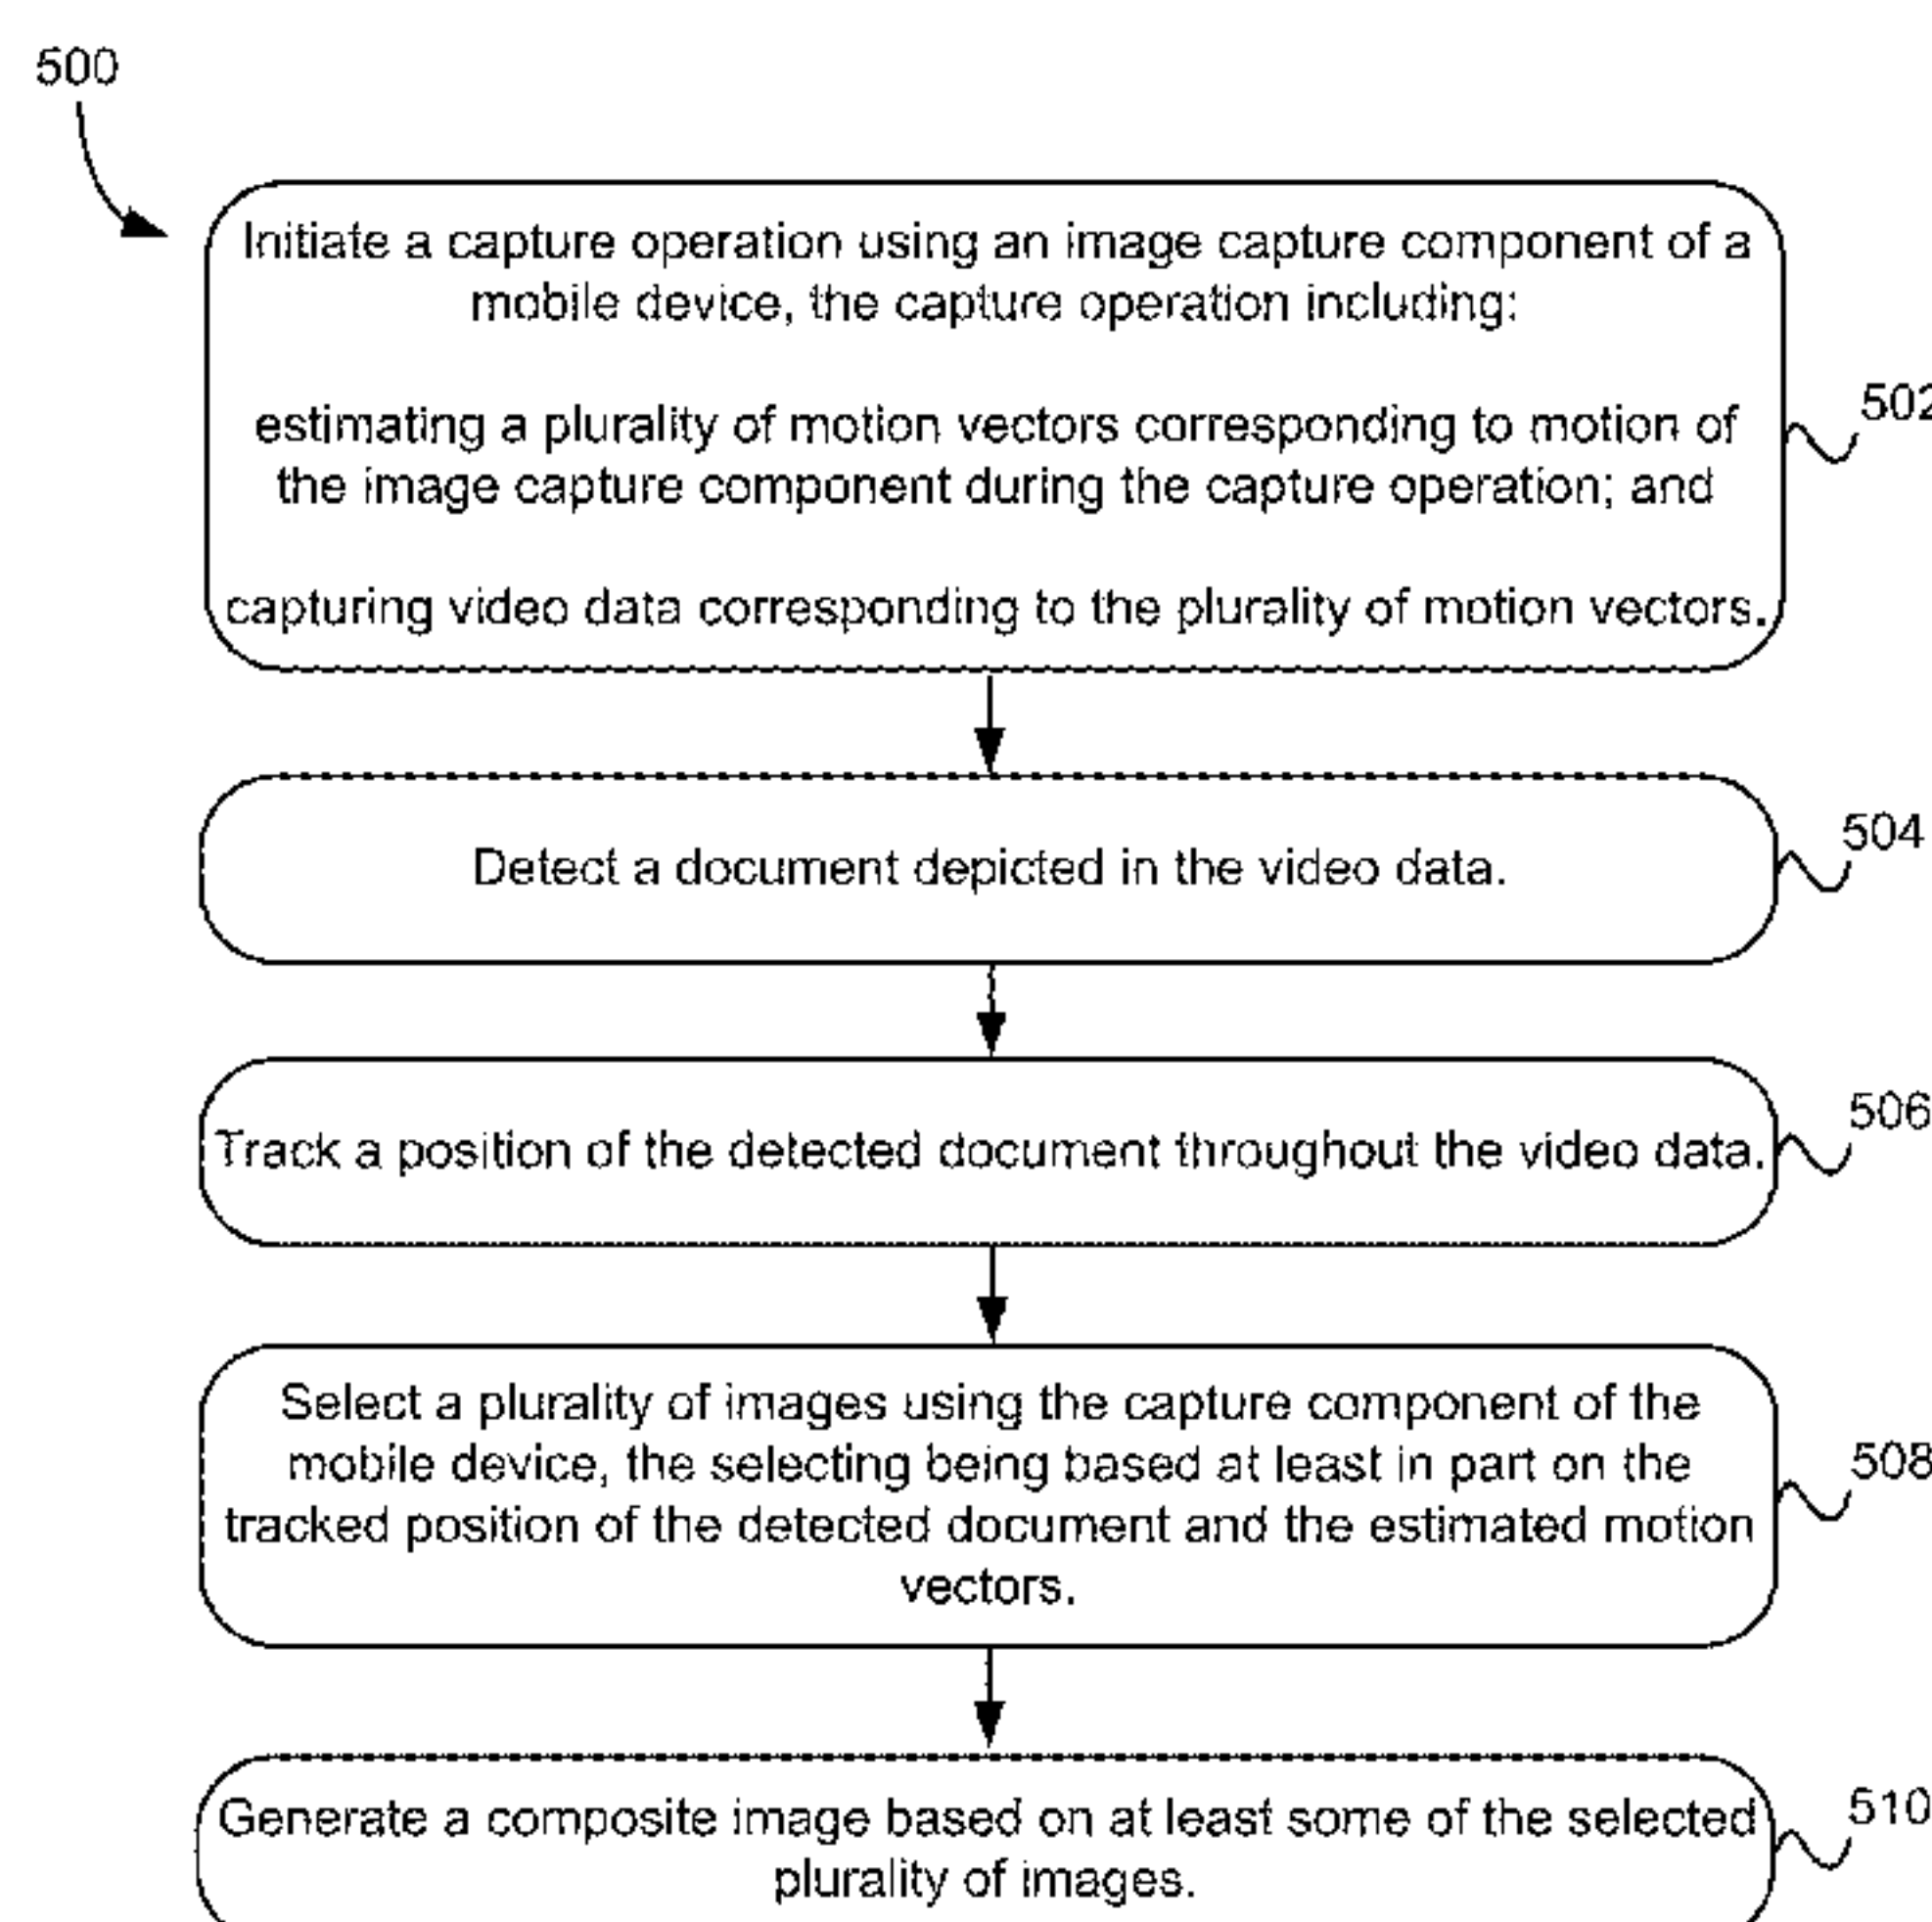 500
Initiate a capture operation using an image capture component of a
mobile device, the capture operation including:
estimating a plurality of motion vectors corresponding to motion of
the image capture component during the capture operation; and
capturing video data corresponding to the plurality of motion vectors.
502
Detect a document depicted in the video data.
504
Track a position of the detected document throughout the video data.
506
Select a plurality of images using the capture component of the
mobile device, the selecting being based at least in part on the
tracked position of the detected document and the estimated motion
vectors.
508
Generate a composite image based on at least some of the selected
plurality of images.
510